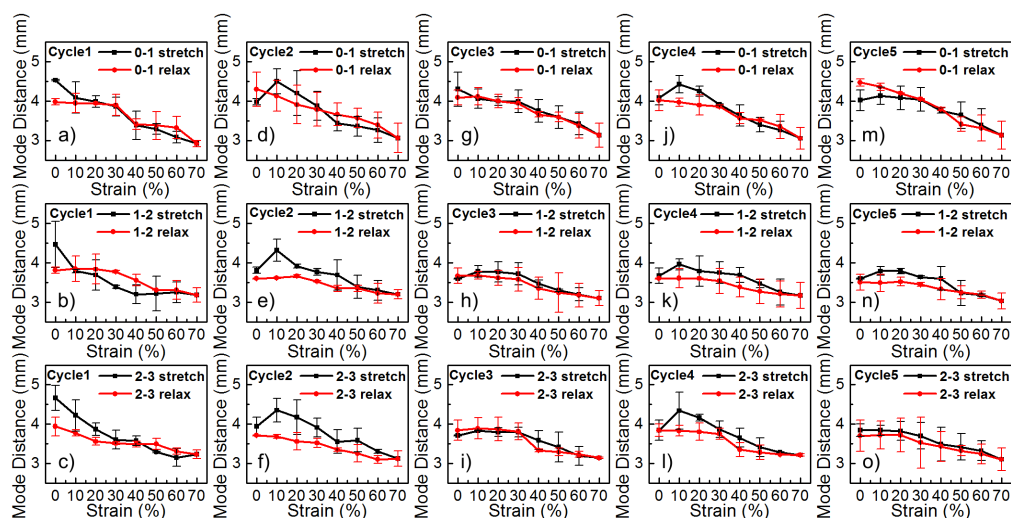 Mode Distance (mm)
5
4
3
Cycle1
0-1 stretch
0-1 relax
a)
0 10 20 30 40 50 60 70
Strain (%)
Mode Distance (mm)
5
4
3
Cycle2
0-1 stretch
0-1 relax
d)
0 10 20 30 40 50 60 70
Strain (%)
Mode Distance (mm)
5
4
3
Cycle3
0-1 stretch
0-1 relax
g)
0 10 20 30 40 50 60 70
Strain (%)
Mode Distance (mm)
5
4
3
Cycle4
0-1 stretch
0-1 relax
j)
0 10 20 30 40 50 60 70
Strain (%)
Mode Distance (mm)
5
4
3
Cycle5
0-1 stretch
0-1 relax
m)
0 10 20 30 40 50 60 70
Strain (%)
Mode Distance (mm)
5
4
3
Cycle1
1-2 stretch
1-2 relax
b)
0 10 20 30 40 50 60 70
Strain (%)
Mode Distance (mm)
5
4
3
Cycle2
1-2 stretch
1-2 relax
e)
0 10 20 30 40 50 60 70
Strain (%)
Mode Distance (mm)
5
4
3
Cycle3
1-2 stretch
1-2 relax
h)
0 10 20 30 40 50 60 70
Strain (%)
Mode Distance (mm)
5
4
3
Cycle4
1-2 stretch
1-2 relax
k)
0 10 20 30 40 50 60 70
Strain (%)
Mode Distance (mm)
5
4
3
Cycle5
1-2 stretch
1-2 relax
n)
0 10 20 30 40 50 60 70
Strain (%)
Mode Distance (mm)
5
4
3
Cycle1
2-3 stretch
2-3 relax
c)
0 10 20 30 40 50 60 70
Strain (%)
Mode Distance (mm)
5
4
3
Cycle2
2-3 stretch
2-3 relax
f)
0 10 20 30 40 50 60 70
Strain (%)
Mode Distance (mm)
5
4
3
Cycle3
2-3 stretch
2-3 relax
i)
0 10 20 30 40 50 60 70
Strain (%)
Mode Distance (mm)
5
4
3
Cycle4
2-3 stretch
2-3 relax
l)
0 10 20 30 40 50 60 70
Strain (%)
Mode Distance (mm)
5
4
3
Cycle5
2-3 stretch
2-3 relax
o)
0 10 20 30 40 50 60 70
Strain (%)